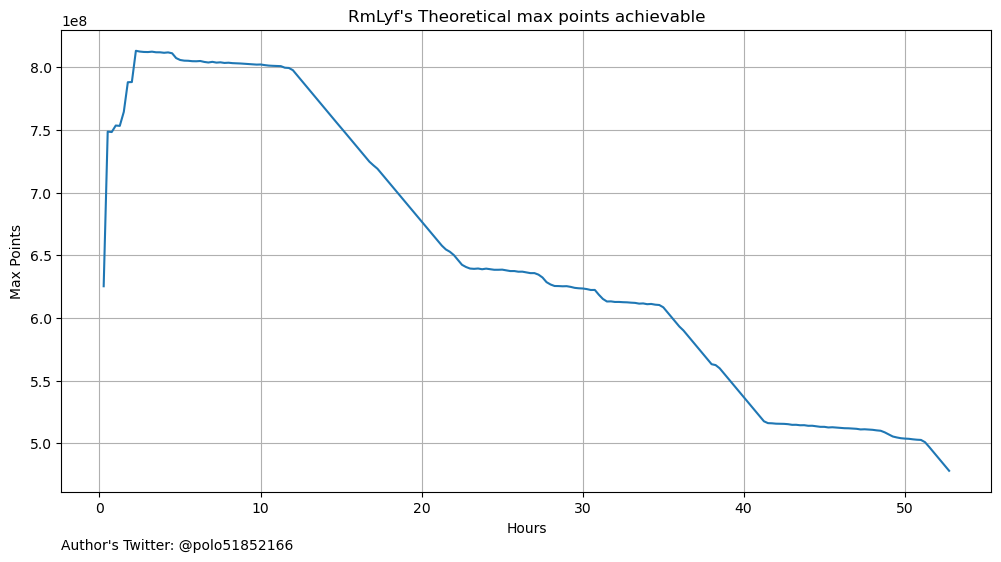 RmLyf's Theoretical max points achievable
1e8
8.0
7.5
7.0
6.5
6.0
5.5
5.0
Max Points
0 10 20 30 40 50
Hours
Author's Twitter: @polo51852166